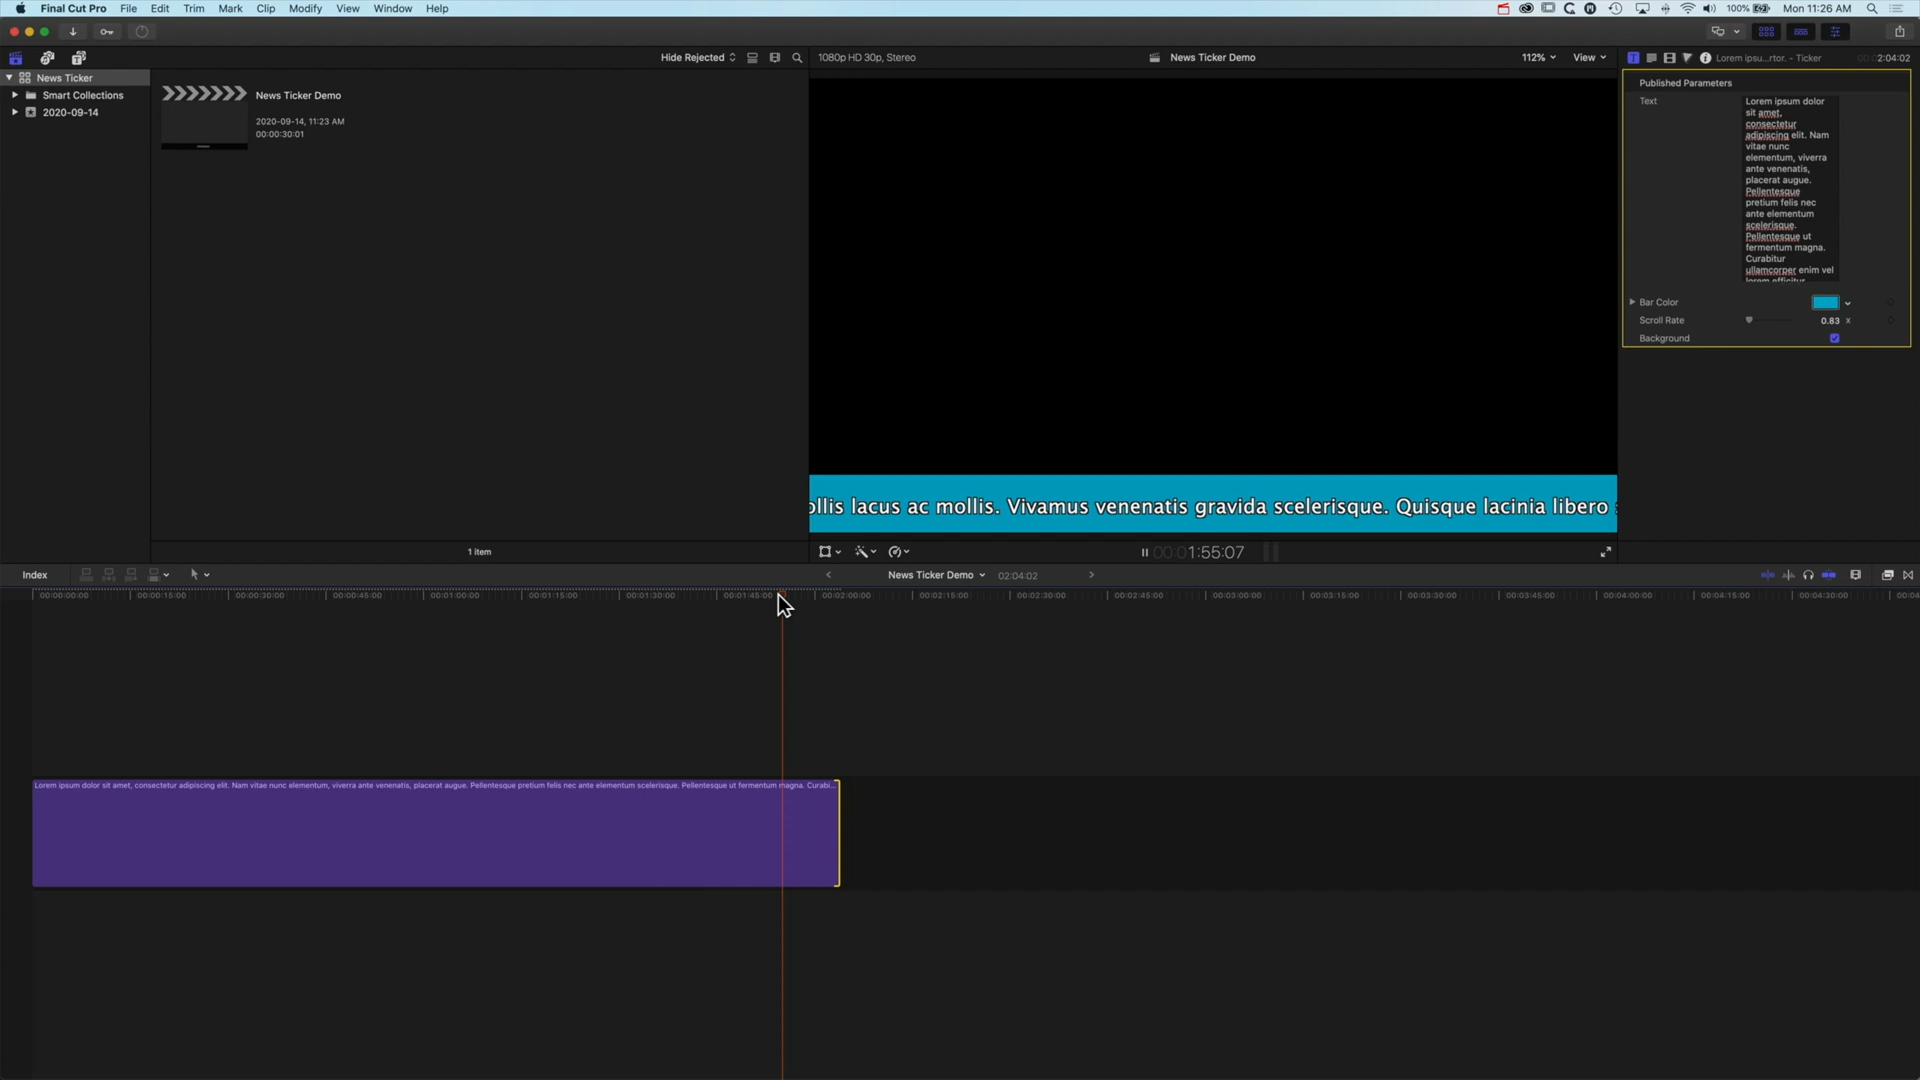 Final Cut Pro File Edit Trim Mark Clip Modify View Window Help
100% Mon 11:26 AM
Hide Rejected
1080p HD 30p, Stereo
News Ticker Demo
112% View
Lorem ipsu...rtor. - Ticker
2:04:02
News Ticker
Smart Collections
2020-09-14
News Ticker Demo
2020-09-14, 11:23 AM
00:00:30:01
1 item
Published Parameters
Text
Lorem ipsum dolor
sit amet,
consectetur
adipiscing elit. Nam
vitae nunc
elementum, viverra
ante venenatis,
placerat augue.
Pellentesque
pretium felis nec
ante elementum
scelerisque.
Pellentesque ut
fermentum magna.
Curabitur
ullamcorper enim vel
lorem efficitur
Bar Color
Scroll Rate 0.83 x
Background
ollis lacus ac mollis. Vivamus venenatis gravida scelerisque. Quisque lacinia libero
00:01:55:07
Index
News Ticker Demo 02:04:02
00:00:00:00 00:00:15:00 00:00:30:00 00:00:45:00 00:01:00:00 00:01:15:00 00:01:30:00 00:01:45:00 00:02:00:00 00:02:15:00 00:02:30:00 00:02:45:00 00:03:00:00 00:03:15:00 00:03:30:00 00:03:45:00 00:04:00:00 00:04:15:00 00:04:30:00 00:04
Lorem ipsum dolor sit amet, consectetur adipiscing elit. Nam vitae nunc elementum, viverra ante venenatis, placerat augue. Pellentesque pretium felis nec ante elementum scelerisque. Pellentesque ut fermentum magna. Curabi...